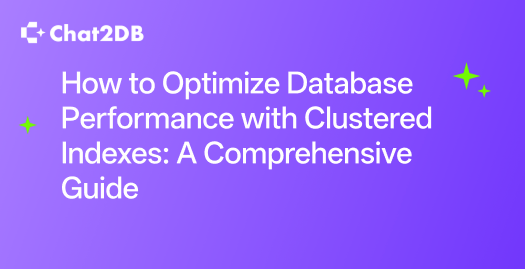 Chat2DB
How to Optimize Database
Performance with Clustered
Indexes: A Comprehensive
Guide